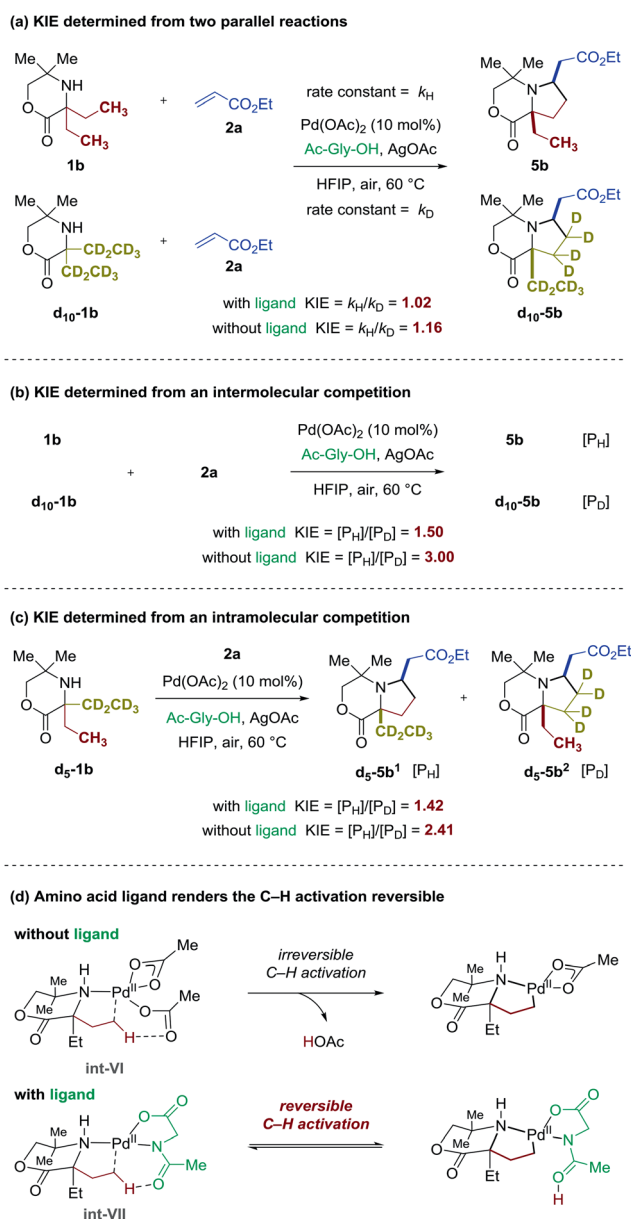 (a) KIE determined from two parallel reactions
Me Me
NH
O
O
CH3
CH3
1b
+
CO2Et
2a
rate constant = kH
Pd(OAc)2 (10 mol%)
Ac-Gly-OH, AgOAc
HFIP, air, 60 °C
rate constant = kD
Me Me
CO2Et
N
O
O
CH3
5b
Me Me
NH
O
O
CD2CD3
CD2CD3
d10-1b
+
CO2Et
2a
Me Me
CO2Et
N
D
D
D
D
O
O
CD2CD3
d10-5b
with ligand KIE = kH/kD = 1.02
without ligand KIE = kH/kD = 1.16
(b) KIE determined from an intermolecular competition
1b
+
d10-1b
2a
Pd(OAc)2 (10 mol%)
Ac-Gly-OH, AgOAc
HFIP, air, 60 °C
5b [PH]
d10-5b [PD]
with ligand KIE = [PH]/[PD] = 1.50
without ligand KIE = [PH]/[PD] = 3.00
(c) KIE determined from an intramolecular competition
Me Me
NH
O
O
CD2CD3
CH3
d5-1b
2a
Pd(OAc)2 (10 mol%)
Ac-Gly-OH, AgOAc
HFIP, air, 60 °C
Me Me
CO2Et
N
O
O
CD2CD3
d5-5b1 [PH]
+
Me Me
CO2Et
N
D
D
D
D
O
O
CH3
d5-5b2 [PD]
with ligand KIE = [PH]/[PD] = 1.42
without ligand KIE = [PH]/[PD] = 2.41
(d) Amino acid ligand renders the C–H activation reversible
without ligand
H
Me
Me
N
PdII
O
O
Me
O
Me
O
O
O
H
Et
int-VI
irreversible
C–H activation
HOAc
H
Me
Me
N
PdII
O
O
Me
O
O
Et
with ligand
H
Me
Me
N
PdII
O
O
N
Me
O
O
O
H
Et
int-VII
reversible
C–H activation
H
Me
Me
N
PdII
O
O
N
Me
O
O
O
H
Et